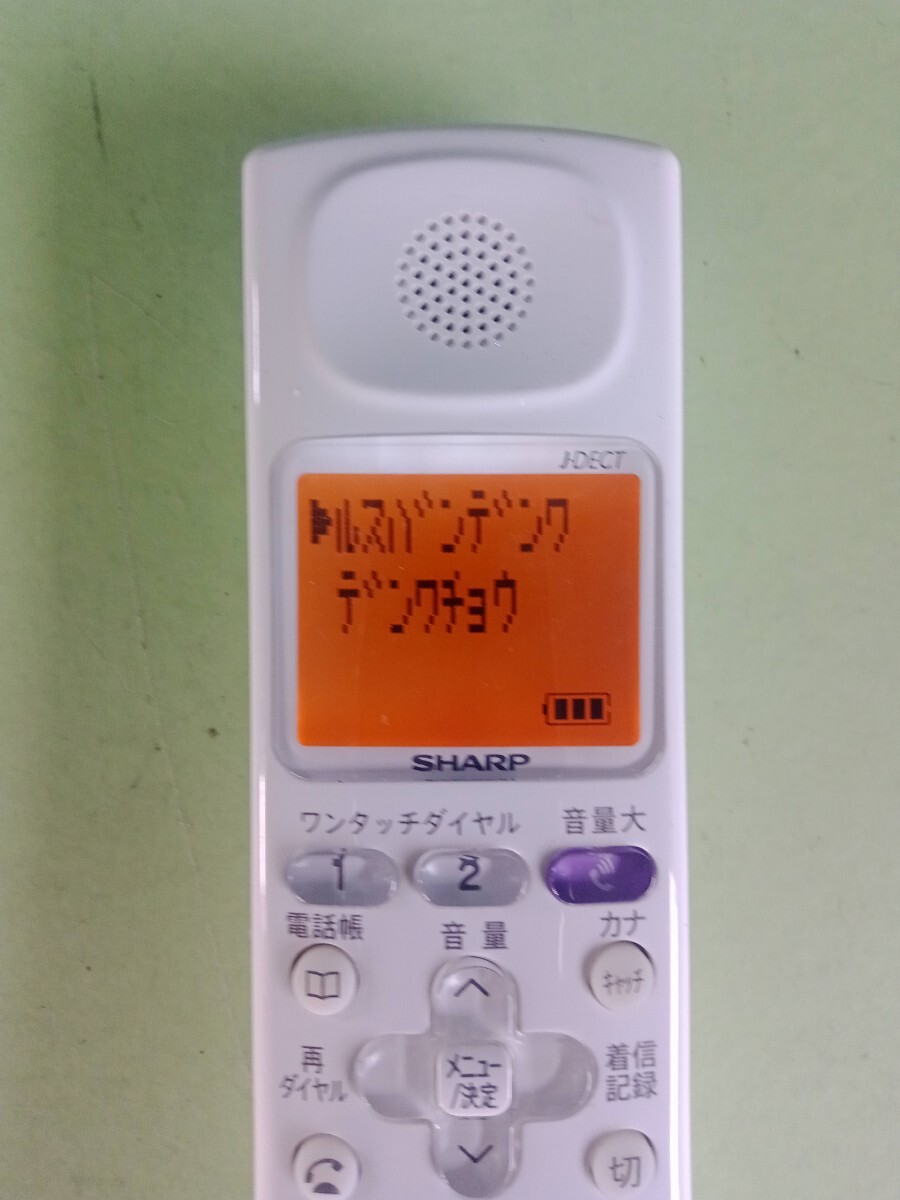 J-DECT
▶ルスバンデンワ
デンワチョウ
SHARP
ワンタッチダイヤル 音量大
1 2
電話帳 音量 カナ
キャッチ
再
ダイヤル
メニュー
/決定
着信
記録
切